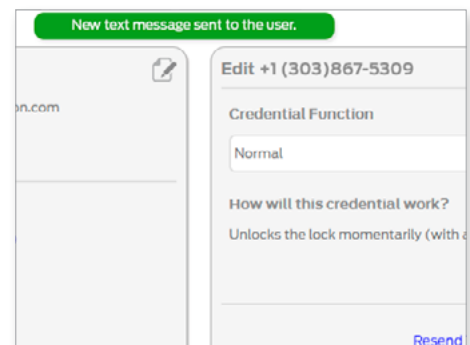 New text message sent to the user.
on.com
Edit +1 (303)867-5309
Credential Function
Normal
How will this credential work?
Unlocks the lock momentarily (with a
Resend